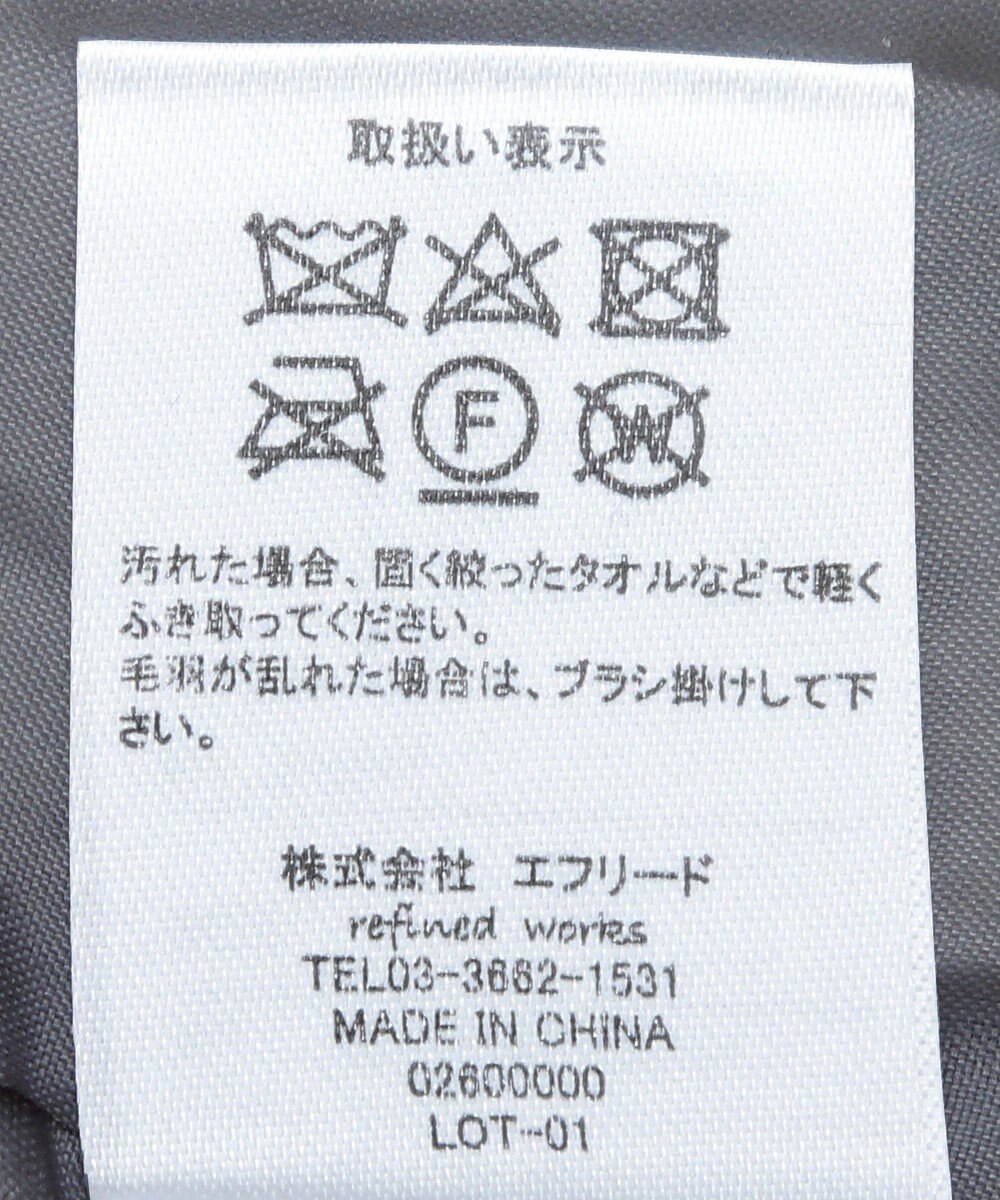 取扱い表示
F W
汚れた場合、固く絞ったタオルなどで軽く
ふき取ってください。
毛羽が乱れた場合は、ブラシ掛けして下
さい。
株式会社 エフリード
refined works
TEL03-3662-1531
MADE IN CHINA
02600000
LOT-01